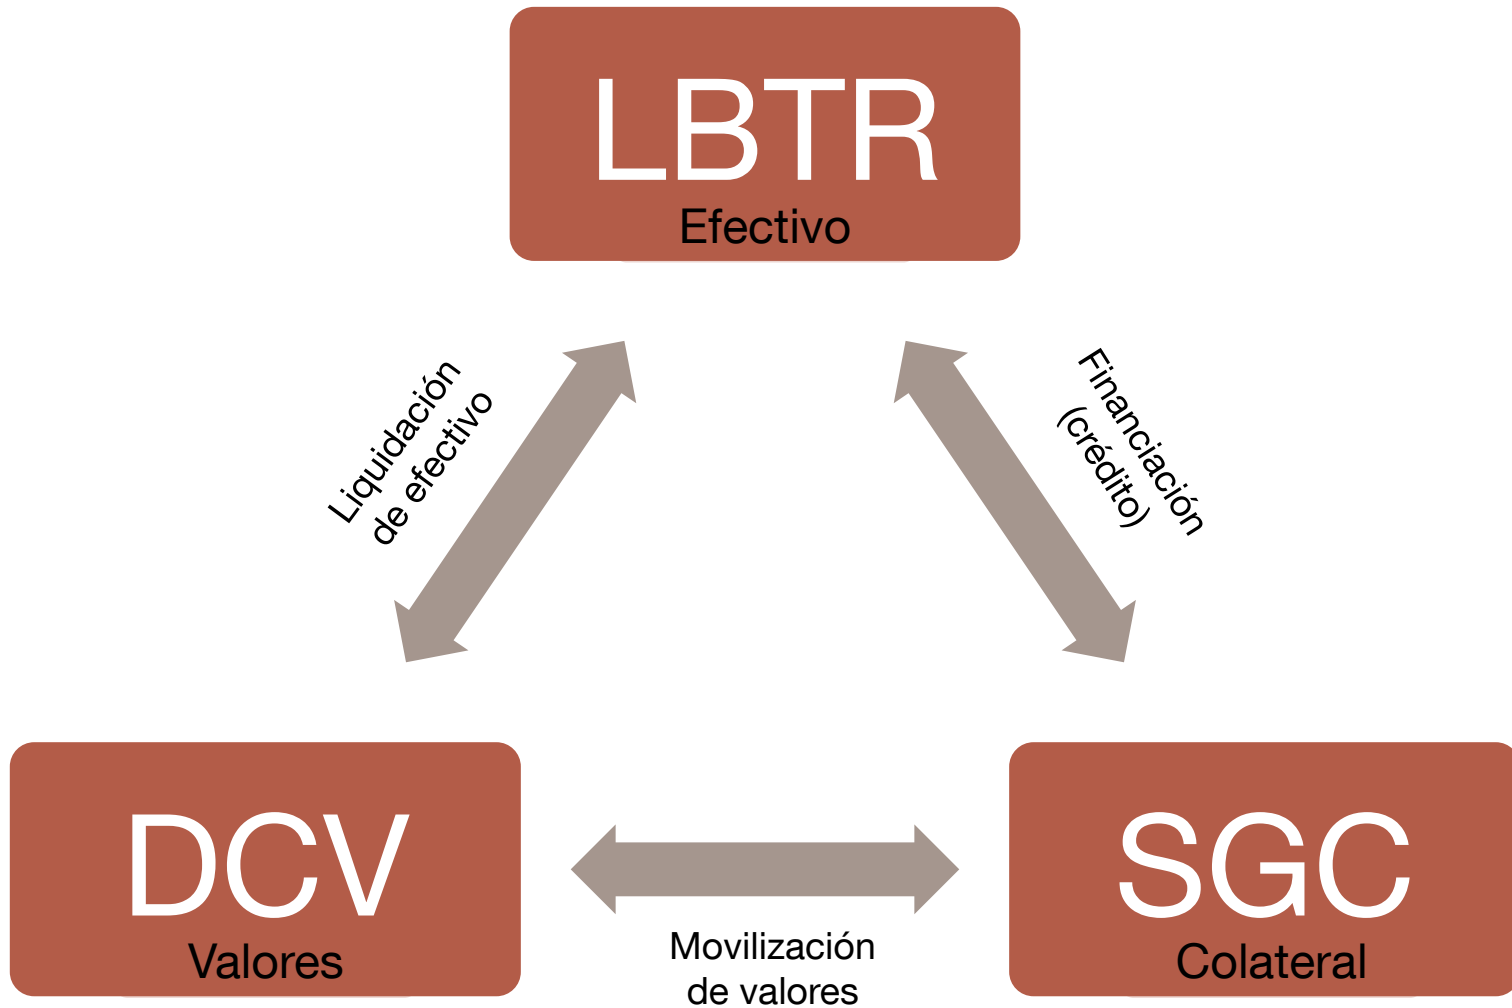 LBTR
Efectivo
Liquidación
de efectivo
Financiación
(crédito)
DCV
Valores
Movilización
de valores
SGC
Colateral